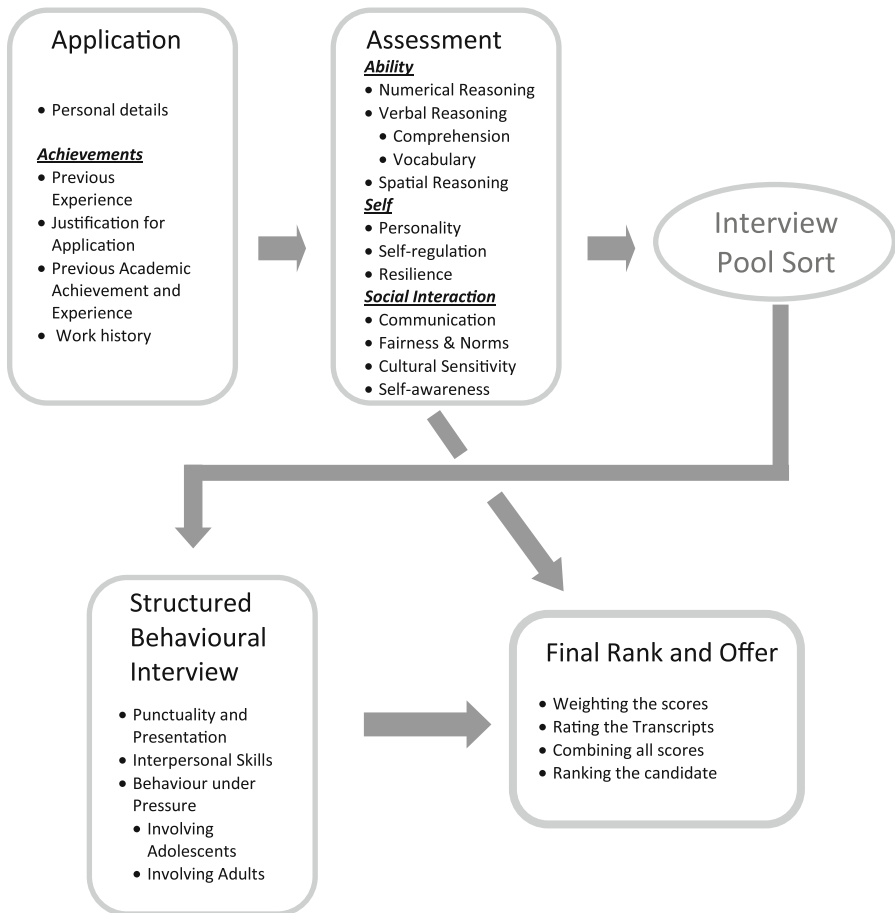 Application
• Personal details
Achievements
• Previous
Experience
• Justification for
Application
• Previous Academic
Achievement and
Experience
• Work history
Assessment
Ability
• Numerical Reasoning
• Verbal Reasoning
• Comprehension
• Vocabulary
• Spatial Reasoning
Self
• Personality
• Self-regulation
• Resilience
Social Interaction
• Communication
• Fairness & Norms
• Cultural Sensitivity
• Self-awareness
Interview
Pool Sort
Structured
Behavioural
Interview
• Punctuality and
Presentation
• Interpersonal Skills
• Behaviour under
Pressure
• Involving
Adolescents
• Involving Adults
Final Rank and Offer
• Weighting the scores
• Rating the Transcripts
• Combining all scores
• Ranking the candidate